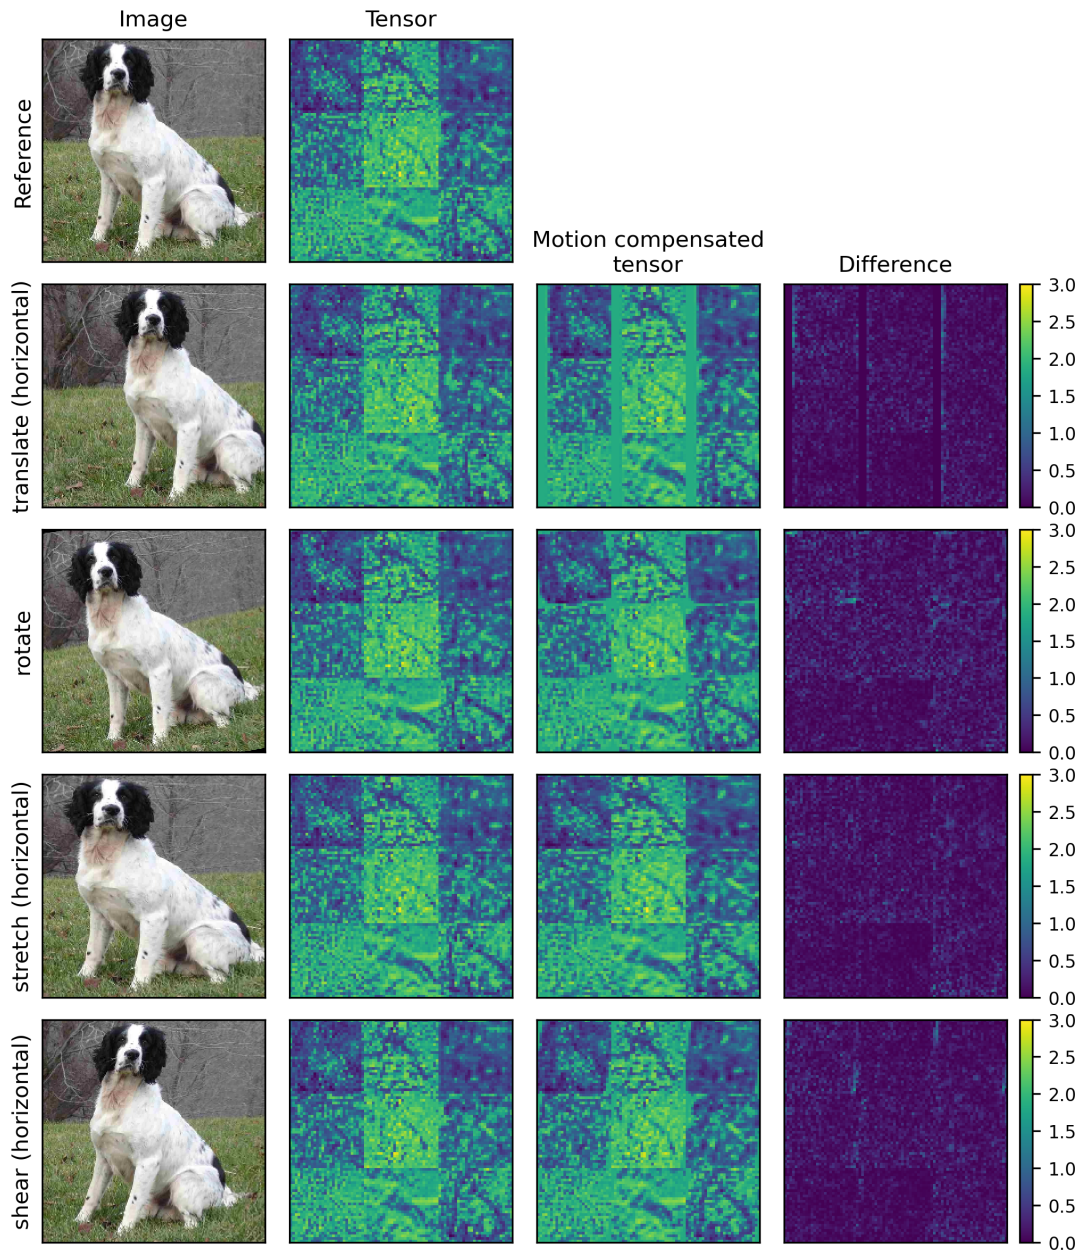 Image
Tensor
Reference
Motion compensated
tensor
Difference
translate (horizontal)
3.0
2.5
2.0
1.5
1.0
0.5
0.0
rotate
3.0
2.5
2.0
1.5
1.0
0.5
0.0
stretch (horizontal)
3.0
2.5
2.0
1.5
1.0
0.5
0.0
shear (horizontal)
3.0
2.5
2.0
1.5
1.0
0.5
0.0